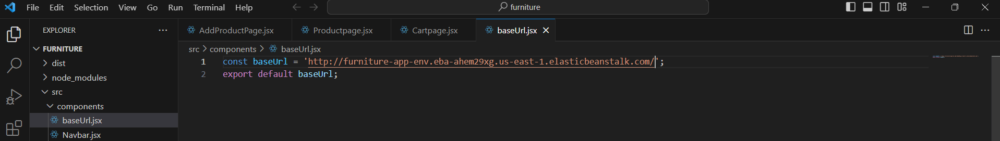 File Edit Selection View Go Run Terminal Help
furniture
EXPLORER
FURNITURE
dist
node_modules
src
components
baseUrl.jsx
Navbar.jsx
AddProductPage.jsx Productpage.jsx Cartpage.jsx baseUrl.jsx
src > components > baseUrl.jsx
1 const baseUrl = 'http://furniture-app-env.eba-ahem29xg.us-east-1.elasticbeanstalk.com/';
2 export default baseUrl;